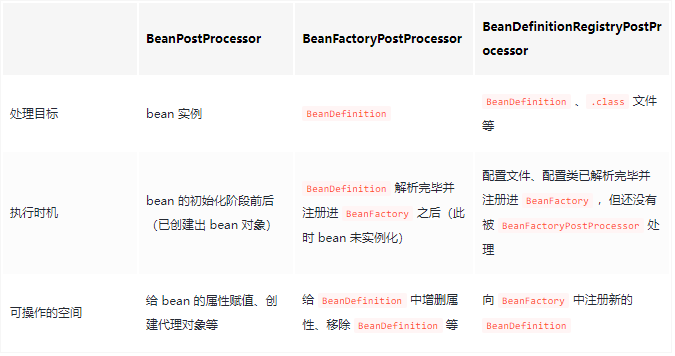 BeanPostProcessor
BeanFactoryPostProcessor
BeanDefinitionRegistryPostPr
ocessor
处理目标
bean 实例
BeanDefinition
BeanDefinition 、 .class 文件
等
执行时机
bean 的初始化阶段前后
（已创建出 bean 对象）
BeanDefinition 解析完毕并
注册进 BeanFactory 之后（此
时 bean 未实例化）
配置文件、配置类已解析完毕并
注册进 BeanFactory ，但还没有
被 BeanFactoryPostProcessor 处
理
可操作的空间
给 bean 的属性赋值、创
建代理对象等
给 BeanDefinition 中增删属
性、移除 BeanDefinition 等
向 BeanFactory 中注册新的
BeanDefinition